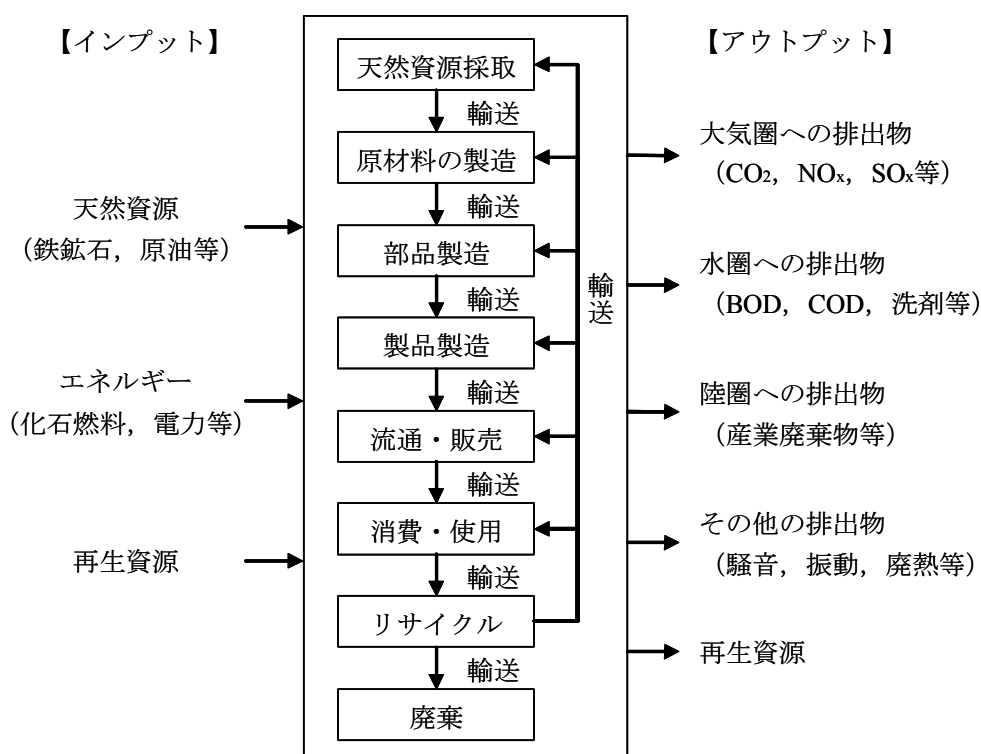 【インプット】
天然資源
（鉄鉱石，原油等）
エネルギー
（化石燃料，電力等）
再生資源
天然資源採取
輸送
原材料の製造
輸送
部品製造
輸送
製品製造
輸送
流通・販売
輸送
消費・使用
輸送
リサイクル
輸送
廃棄
輸送
【アウトプット】
大気圏への排出物
（CO₂，NOₓ，SOₓ等）
水圏への排出物
（BOD，COD，洗剤等）
陸圏への排出物
（産業廃棄物等）
その他の排出物
（騒音，振動，廃熱等）
再生資源